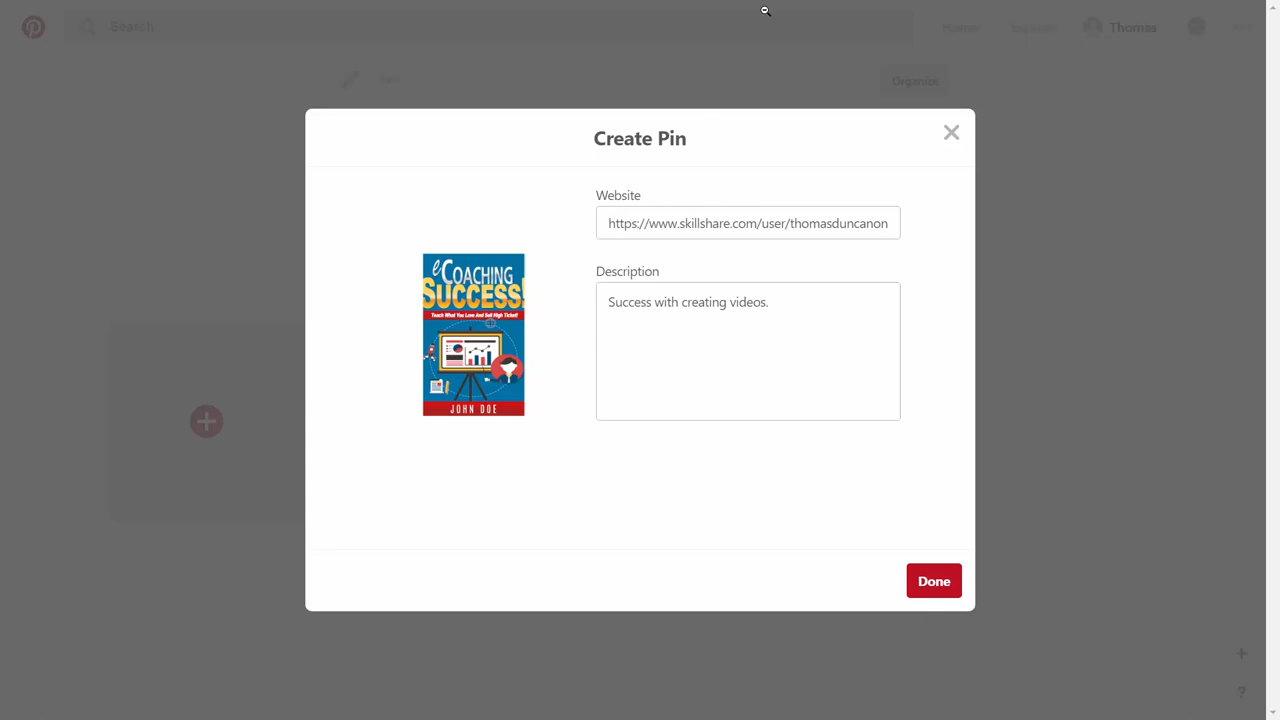 Search
Thomas
Organize
Create Pin
Website
https://www.skillshare.com/user/thomasduncanon
Description
Success with creating videos.
eCOACHING
SUCCESS!
Teach What You Love And Sell High Ticket!
JOHN DOE
Done
?